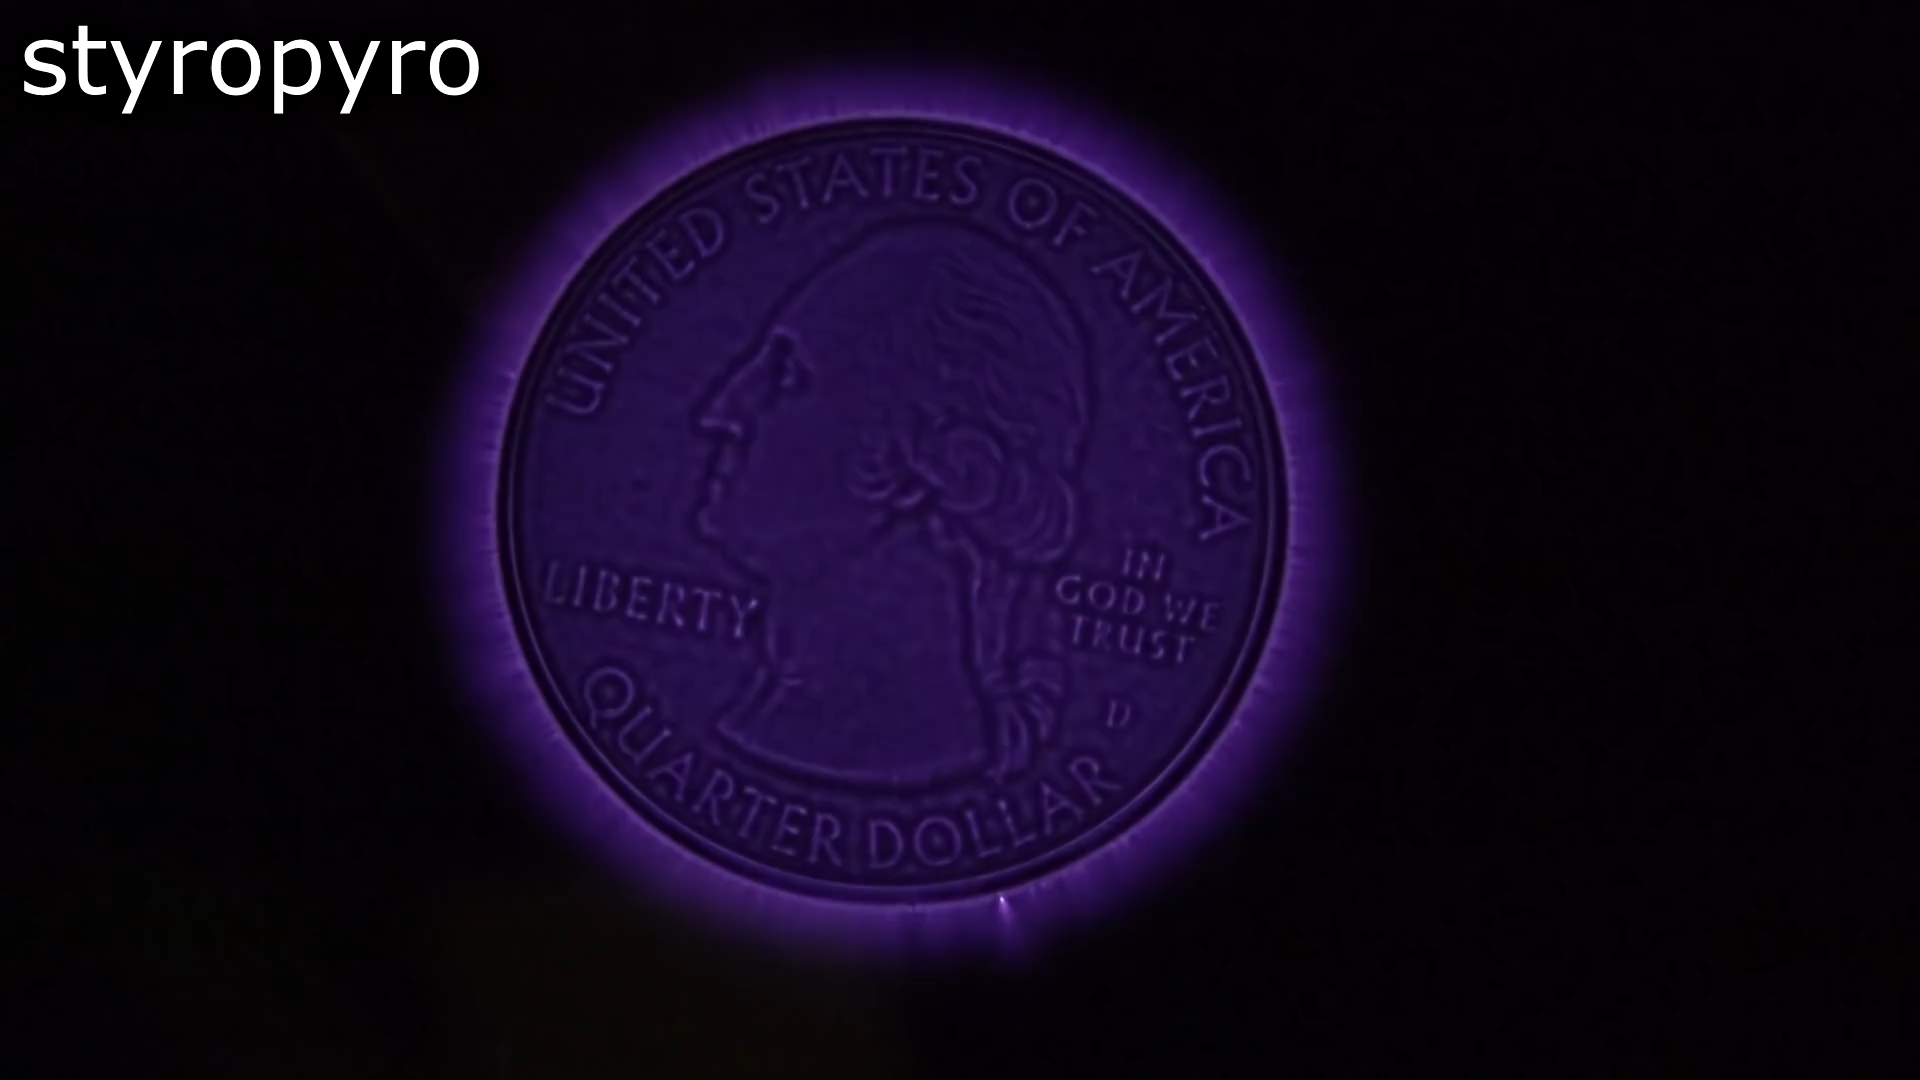 styropyro
UNITED STATES OF AMERICA
LIBERTY
IN
GOD WE
TRUST
D
QUARTER DOLLAR